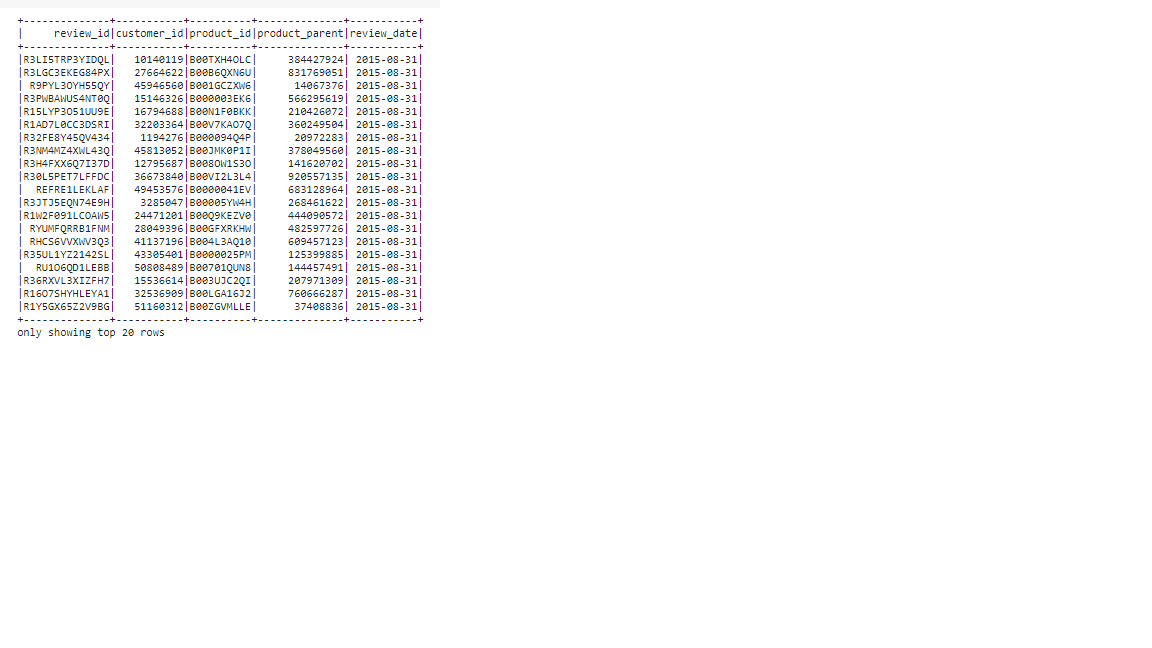 +--------------+-----------+----------+--------------+-----------+
|     review_id|customer_id|product_id|product_parent|review_date|
+--------------+-----------+----------+--------------+-----------+
|R3LI5TRP3YIDQL|   10140119|B00TXH4OLC|     384427924| 2015-08-31|
|R3LGC3EKEG84PX|   27664622|B00B6QXN6U|     831769051| 2015-08-31|
| R9PYL3OYH55QY|   45946560|B001GCZXW6|      14067376| 2015-08-31|
|R3PWBAWUS4NT0Q|   15146326|B000003EK6|     566295619| 2015-08-31|
|R15LYP3O51UU9E|   16794688|B00N1F0BKK|     210426072| 2015-08-31|
|R1AD7L0CC3DSRI|   32203364|B00V7KAO7Q|     360249504| 2015-08-31|
|R32FE8Y45QV434|    1194276|B000094Q4P|      20972283| 2015-08-31|
|R3NM4MZ4XWL43Q|   45813052|B00JMK0P1I|     378049560| 2015-08-31|
|R3H4FXX6Q7I37D|   12795687|B008OW1S3O|     141620702| 2015-08-31|
|R30L5PET7LFFDC|   36673840|B00VI2L3L4|     920557135| 2015-08-31|
| REFRE1LEKLAF|   49453576|B0000041EV|     683128964| 2015-08-31|
|R3JTJ5EQN74E9H|    3285047|B00005YW4H|     268461622| 2015-08-31|
|R1W2F091LCOAW5|   24471201|B00Q9KEZV0|     444090572| 2015-08-31|
| RYUMFQRRB1FNM|   28049396|B00GFXRKHW|     482597726| 2015-08-31|
| RHCS6VVXWV3Q3|   41137196|B004L3AQ10|     609457123| 2015-08-31|
|R35UL1YZ2142SL|   43305401|B0000025PM|     125399885| 2015-08-31|
| RU1O6QD1LEBB|   50808489|B00701QUN8|     144457491| 2015-08-31|
|R36RXVL3XIZFH7|   15536614|B003UJC2QI|     207971309| 2015-08-31|
|R16O7SHYHLEYA1|   32536909|B00LGA16J2|     760666287| 2015-08-31|
|R1Y5GX65Z2V9BG|   51160312|B00ZGVMLLE|      37408836| 2015-08-31|
+--------------+-----------+----------+--------------+-----------+
only showing top 20 rows